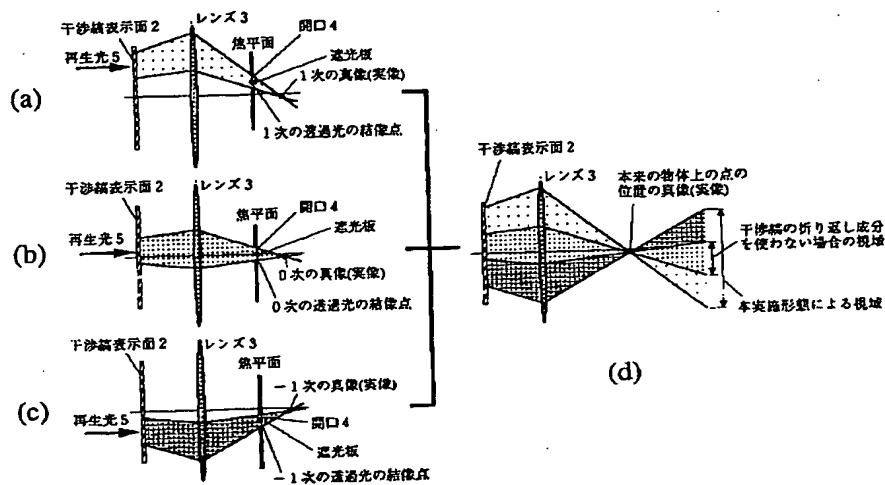 (a)
干渉縞表示面2
レンズ3
開口4
焦平面
遮光板
再生光5
1次の真像(実像)
1次の透過光の結像点
(b)
干渉縞表示面2
レンズ3
焦平面
開口4
遮光板
再生光5
0次の真像(実像)
0次の透過光の結像点
(c)
干渉縞表示面2
レンズ3
焦平面
−1次の真像(実像)
再生光5
開口4
遮光板
−1次の透過光の結像点
干渉縞表示面2
レンズ3
本来の物体上の点の
位置の真像(実像)
干渉縞の折り返し成分
を使わない場合の視域
本実施形態による視域
(d)